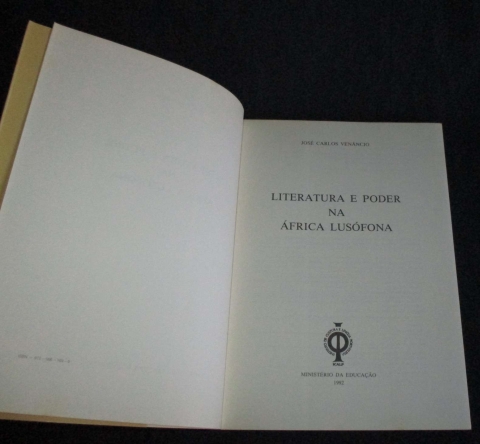 JOSÉ CARLOS VENÂNCIO
LITERATURA E PODER
NA
ÁFRICA LUSÓFONA
MINISTÉRIO DA EDUCAÇÃO
1992